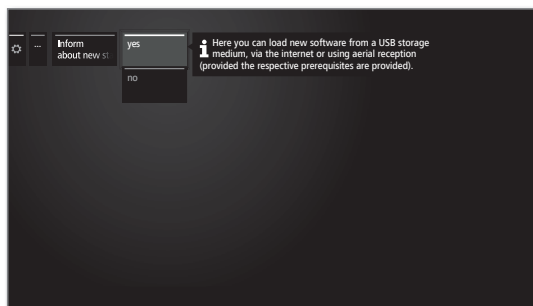 ...
Inform
about new st
yes
no
Here you can load new software from a USB storage
medium, via the internet or using aerial reception
(provided the respective prerequisites are provided).